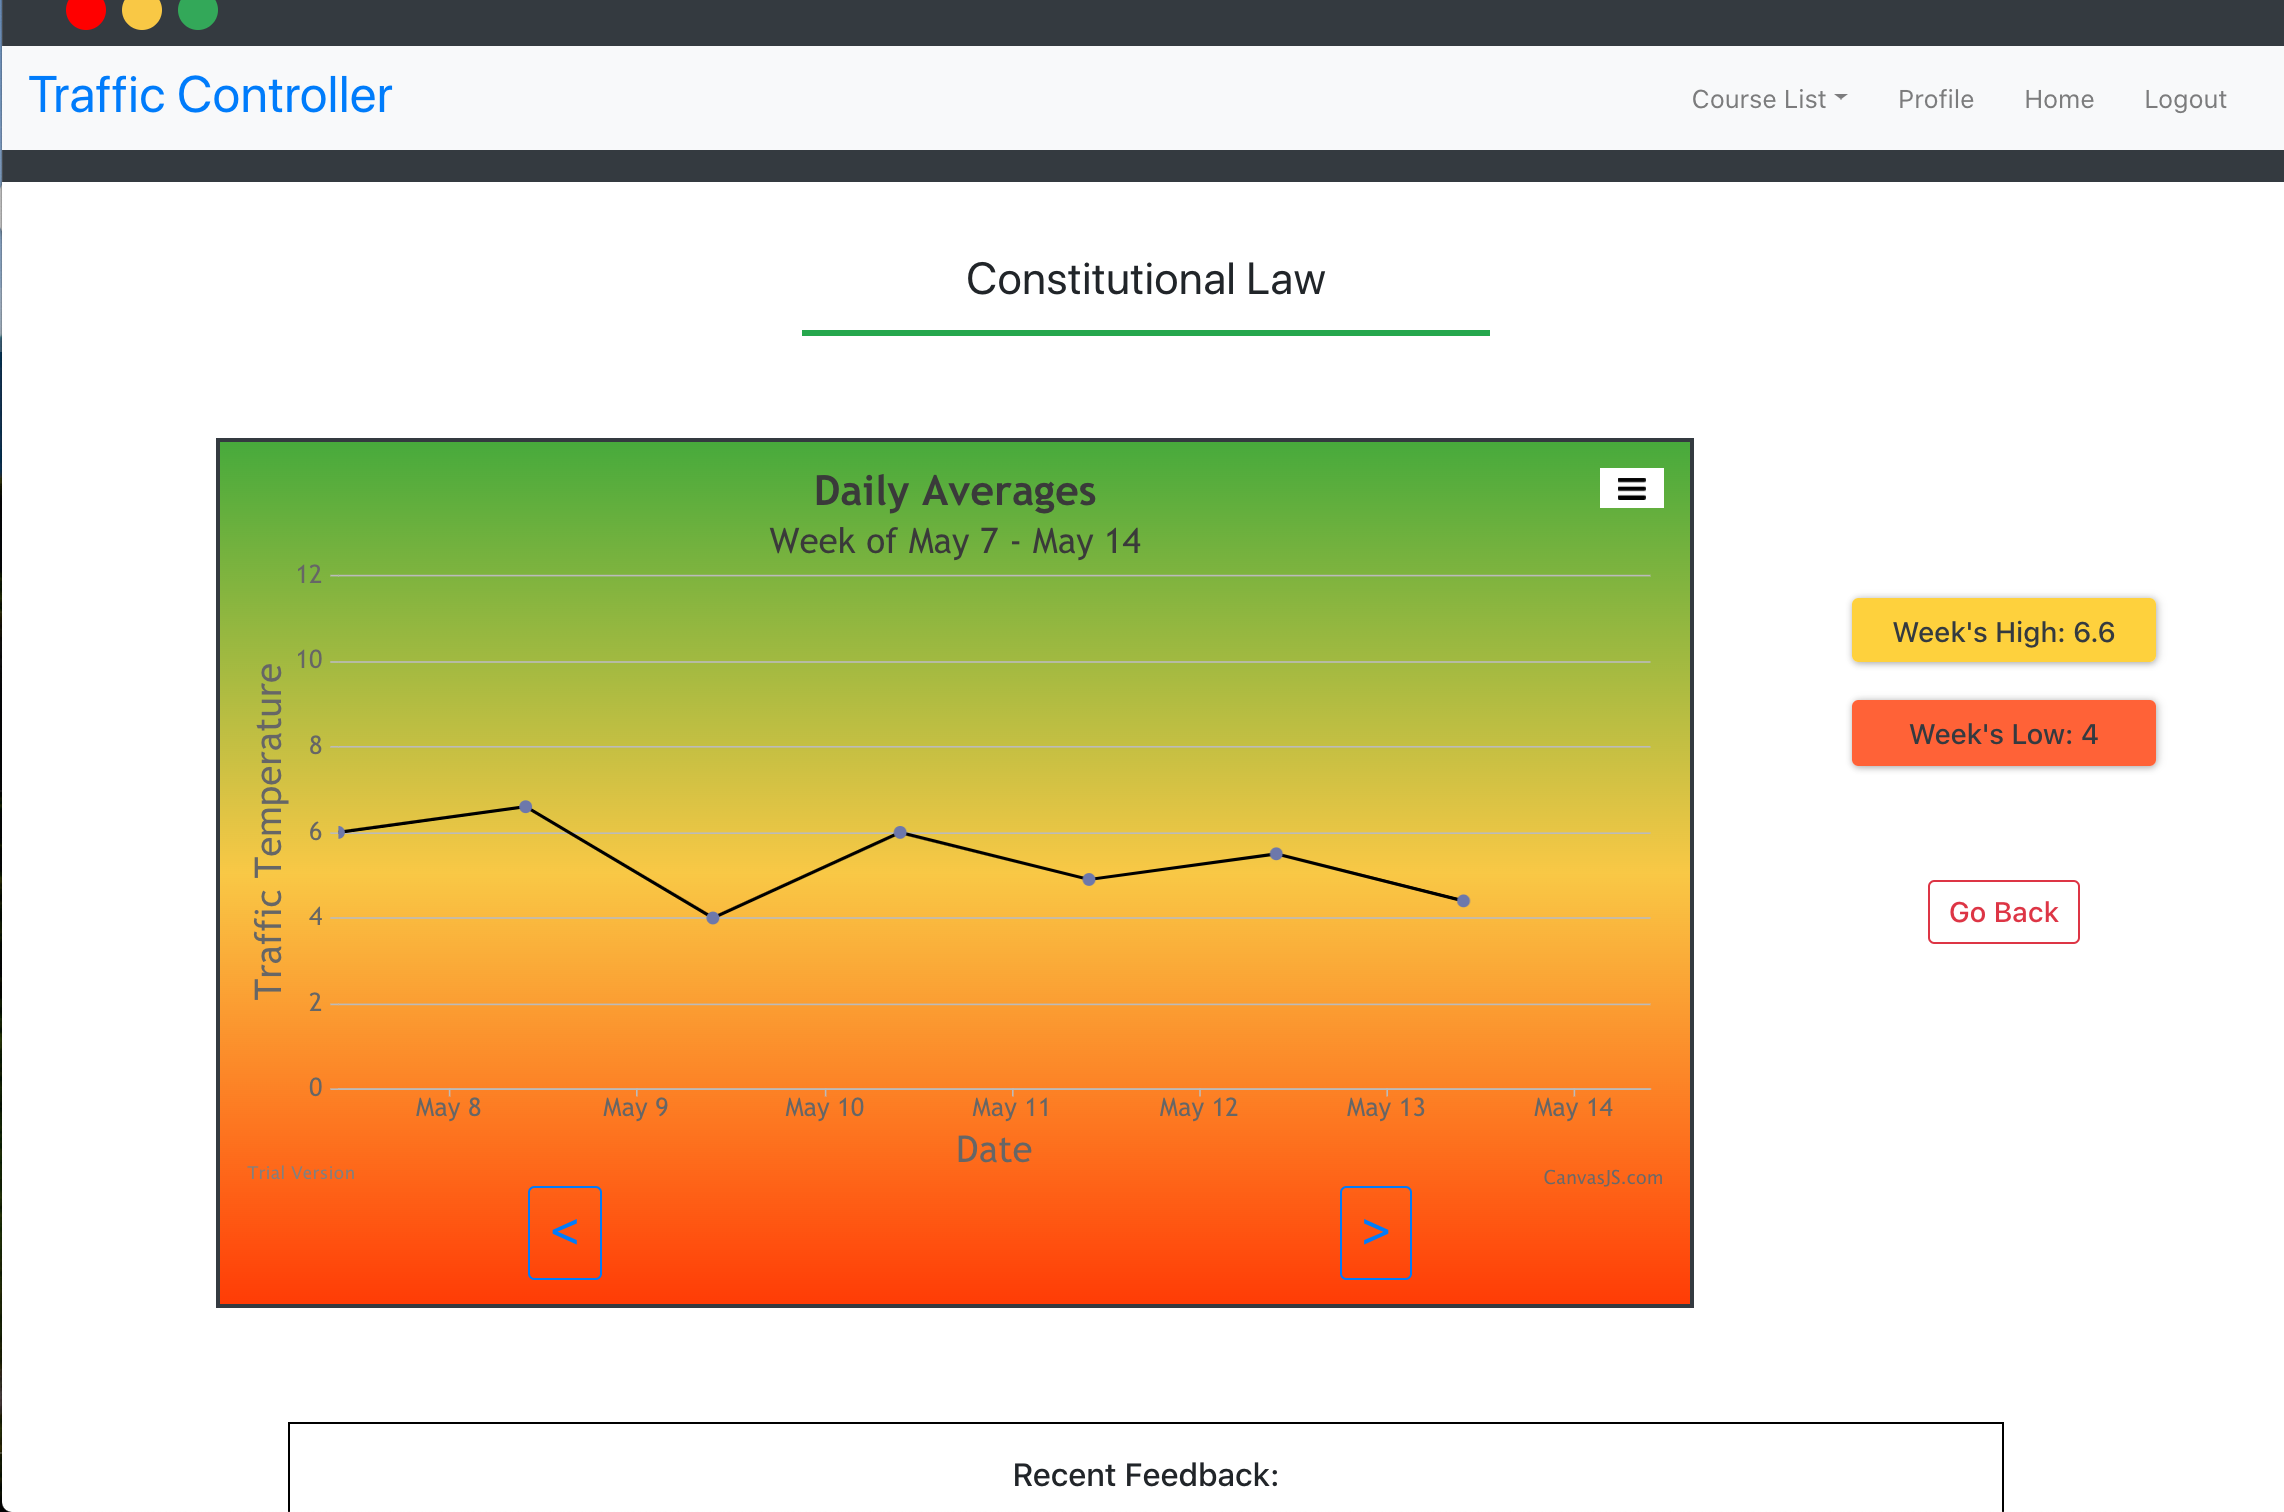 Traffic Controller
Course List
Profile
Home
Logout
Constitutional Law
Daily Averages
Week of May 7 - May 14
12
10
8
6
4
2
0
Traffic Temperature
May 8
May 9
May 10
May 11
May 12
May 13
May 14
Date
Trial Version
CanvasJS.com
<
>
Week's High: 6.6
Week's Low: 4
Go Back
Recent Feedback: